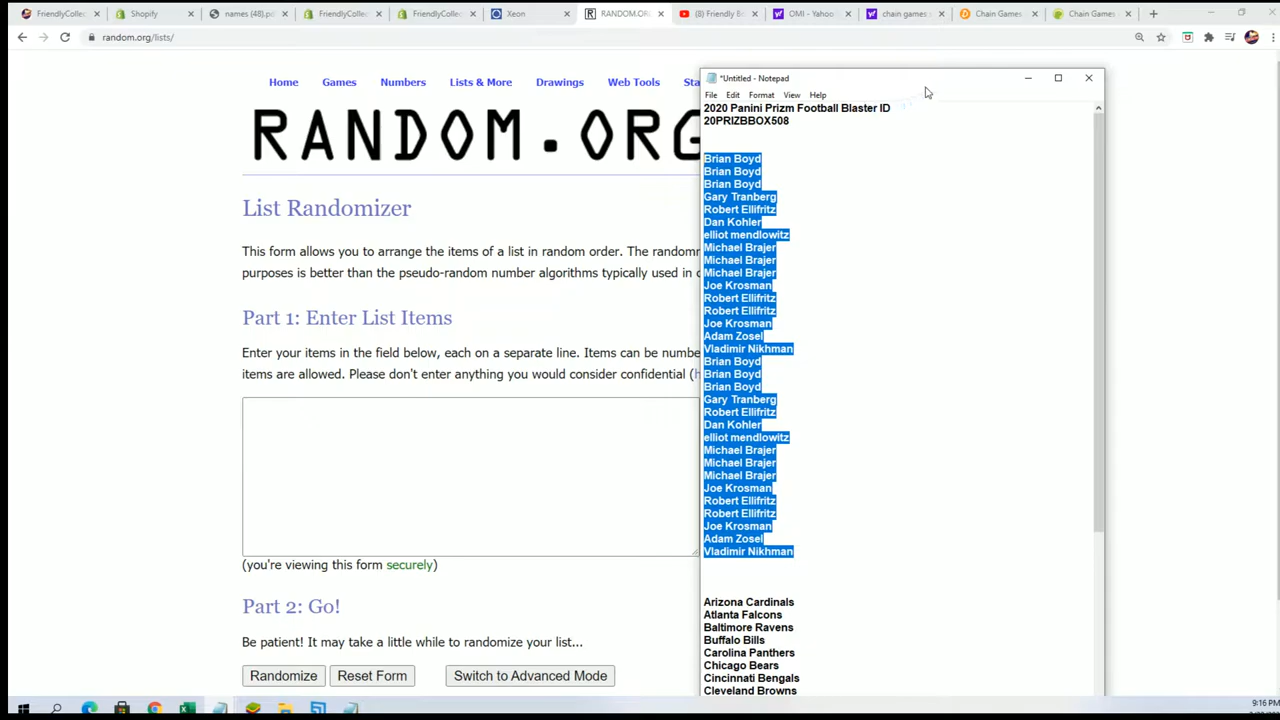 FriendlyCollec
Shopify
names (48).pd
FriendlyCollec
FriendlyCollec
Xeon
RANDOM.OR
(8) Friendly B
OMI - Yahoo
chain games
Chain Games
Chain Games
random.org/lists/
Home
Games
Numbers
Lists & More
Drawings
Web Tools
Sta
RANDOM.ORG
List Randomizer
This form allows you to arrange the items of a list in random order. The randomn
purposes is better than the pseudo-random number algorithms typically used in c
Part 1: Enter List Items
Enter your items in the field below, each on a separate line. Items can be numbe
items are allowed. Please don't enter anything you would consider confidential (h
(you're viewing this form securely)
Part 2: Go!
Be patient! It may take a little while to randomize your list...
Randomize
Reset Form
Switch to Advanced Mode
*Untitled - Notepad
File
Edit
Format
View
Help
2020 Panini Prizm Football Blaster ID
20PRIZBBOX508
Brian Boyd
Brian Boyd
Brian Boyd
Gary Tranberg
Robert Ellifritz
Dan Kohler
elliot mendlowitz
Michael Brajer
Michael Brajer
Michael Brajer
Joe Krosman
Robert Ellifritz
Robert Ellifritz
Joe Krosman
Adam Zosel
Vladimir Nikhman
Brian Boyd
Brian Boyd
Brian Boyd
Gary Tranberg
Robert Ellifritz
Dan Kohler
elliot mendlowitz
Michael Brajer
Michael Brajer
Michael Brajer
Joe Krosman
Robert Ellifritz
Robert Ellifritz
Joe Krosman
Adam Zosel
Vladimir Nikhman
Arizona Cardinals
Atlanta Falcons
Baltimore Ravens
Buffalo Bills
Carolina Panthers
Chicago Bears
Cincinnati Bengals
Cleveland Browns
9:16 PM